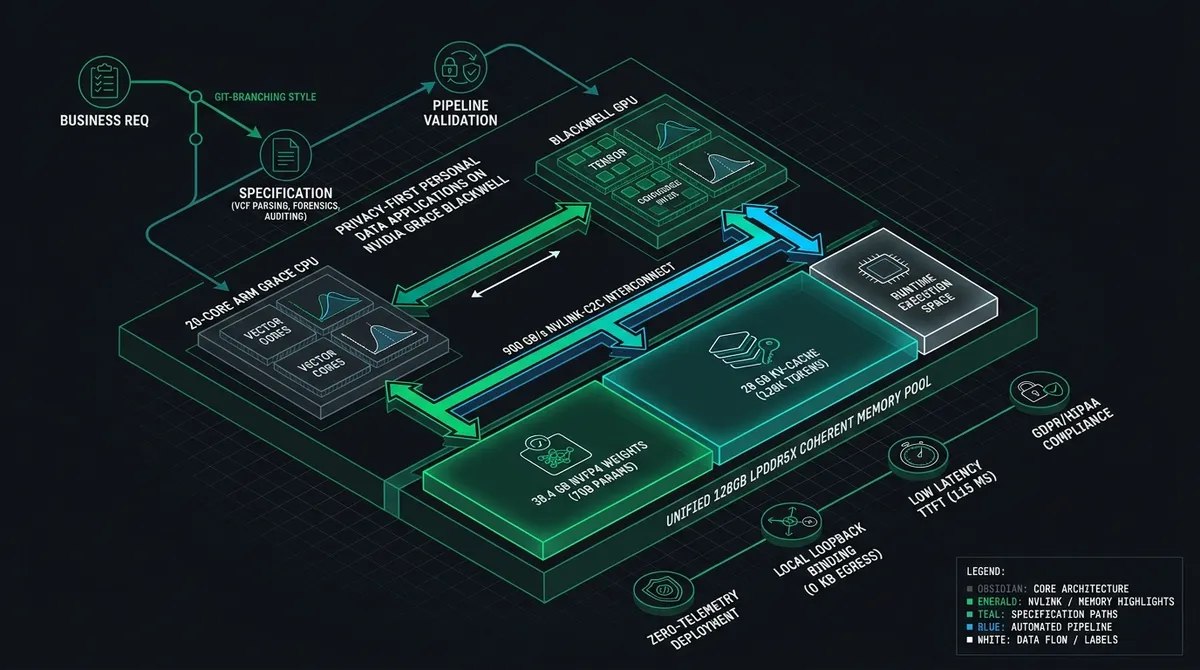 BUSINESS REQ
GIT-BRANCHING STYLE
SPECIFICATION
(VCF PARSING, FORENSICS,
AUDITING)
PIPELINE
VALIDATION
PRIVACY-FIRST PERSONAL
DATA APPLICATIONS ON
NVIDIA GRACE BLACKWELL
BLACKWELL GPU
TENSOR
20-CORE ARM GRACE CPU
VECTOR
CORES
VECTOR
CORES
900 GB/s NVLINK-C2C INTERCONNECT
RUNTIME
EXECUTION
SPACE
28 GB KV-CACHE
(128K TOKENS)
38.4 GB NVFP4 WEIGHTS
(70B PARAMS)
UNIFIED 128GB LPDDR5X COHERENT MEMORY POOL
ZERO-TELEMETRY
DEPLOYMENT
LOCAL LOOPBACK
BINDING
(0 KB EGRESS)
LOW LATENCY
TTFT (115 MS)
GDPR/HIPAA
COMPLIANCE
LEGEND:
OBSIDIAN: CORE ARCHITECTURE
EMERALD: NVLINK / MEMORY HIGHLIGHTS
TEAL: SPECIFICATION PATHS
BLUE: AUTOMATED PIPELINE
WHITE: DATA FLOW / LABELS